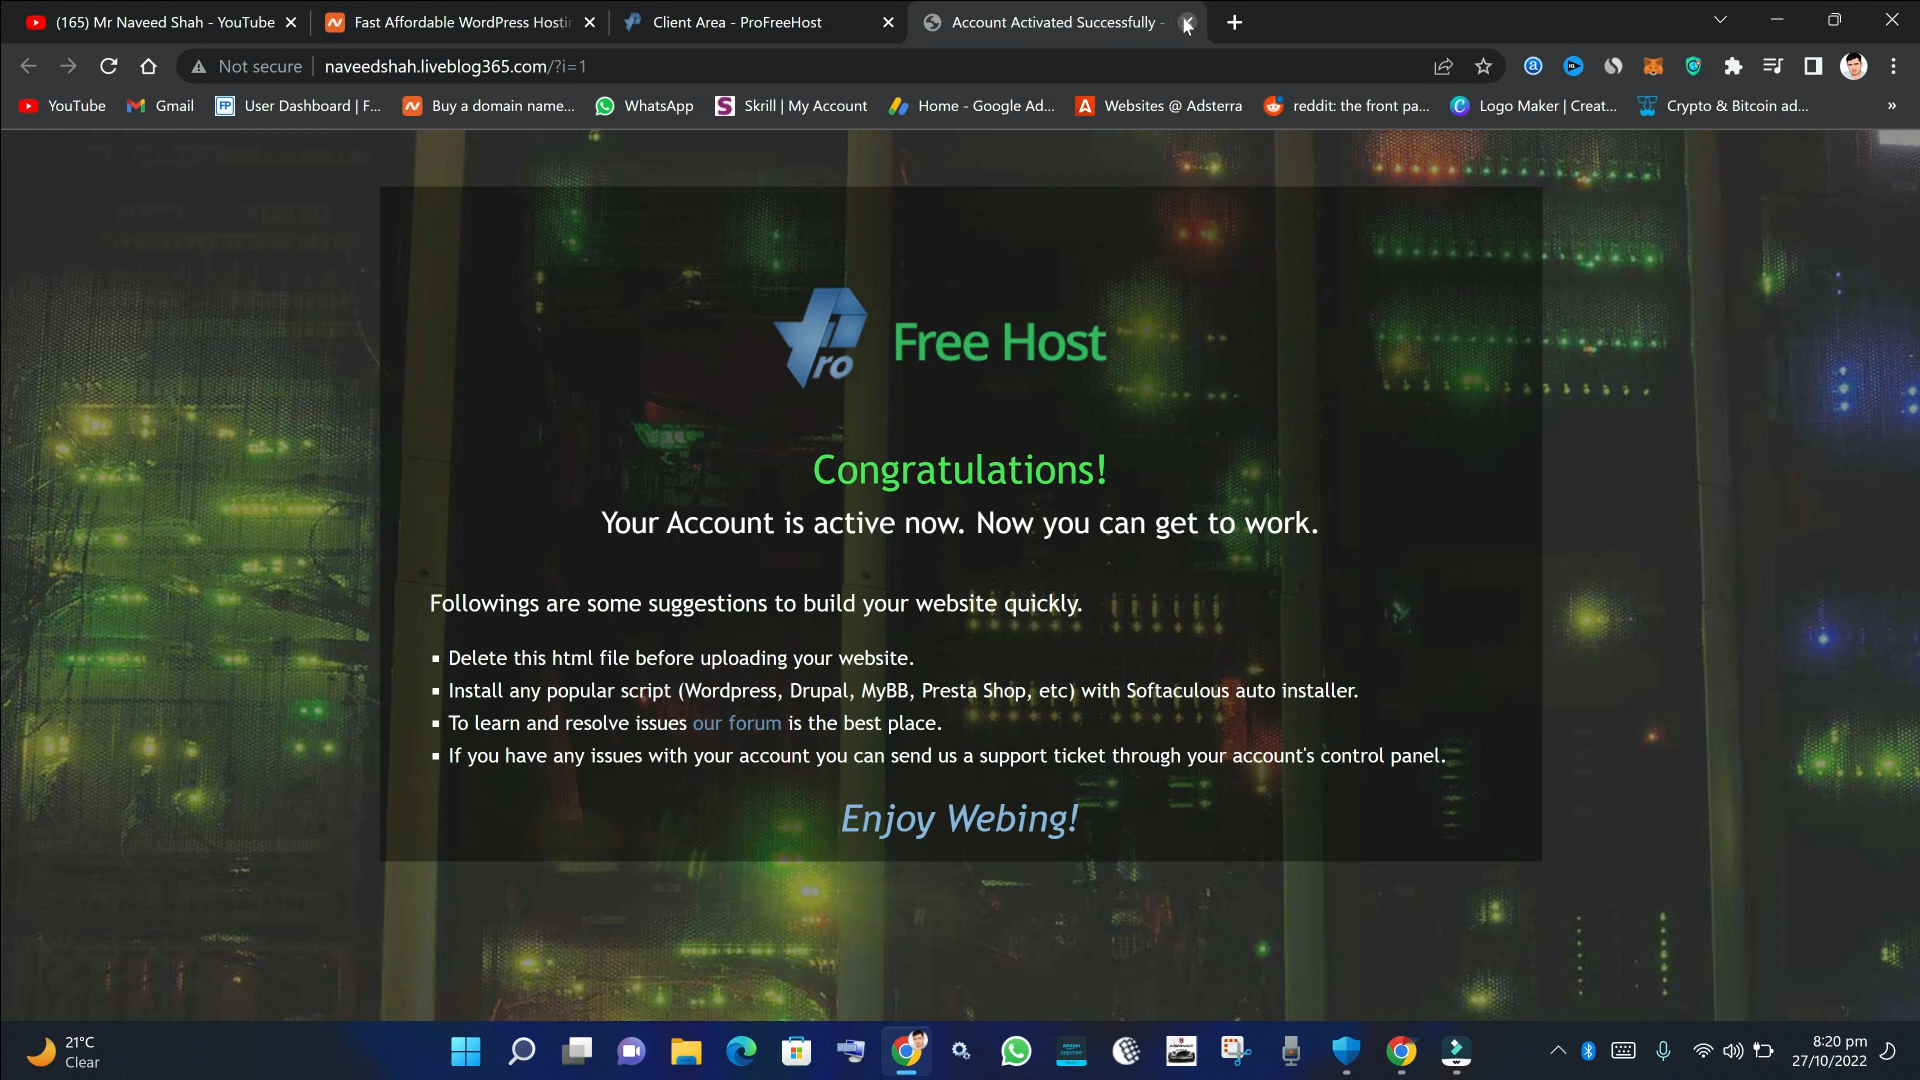 (165) Mr Naveed Shah - YouTube
Fast Affordable WordPress Hostin
Client Area - ProFreeHost
Account Activated Successfully -
Not secure
naveedshah.liveblog365.com/?i=1
YouTube
Gmail
User Dashboard | F...
Buy a domain name...
WhatsApp
Skrill | My Account
Home - Google Ad...
Websites @ Adsterra
reddit: the front pa...
Logo Maker | Creat...
Crypto & Bitcoin ad...
»
ro
Free Host
Congratulations!
Your Account is active now. Now you can get to work.
Followings are some suggestions to build your website quickly.
Delete this html file before uploading your website.
Install any popular script (Wordpress, Drupal, MyBB, Presta Shop, etc) with Softaculous auto installer.
To learn and resolve issues our forum is the best place.
If you have any issues with your account you can send us a support ticket through your account's control panel.
Enjoy Webing!
21°C
Clear
8:20 pm
27/10/2022